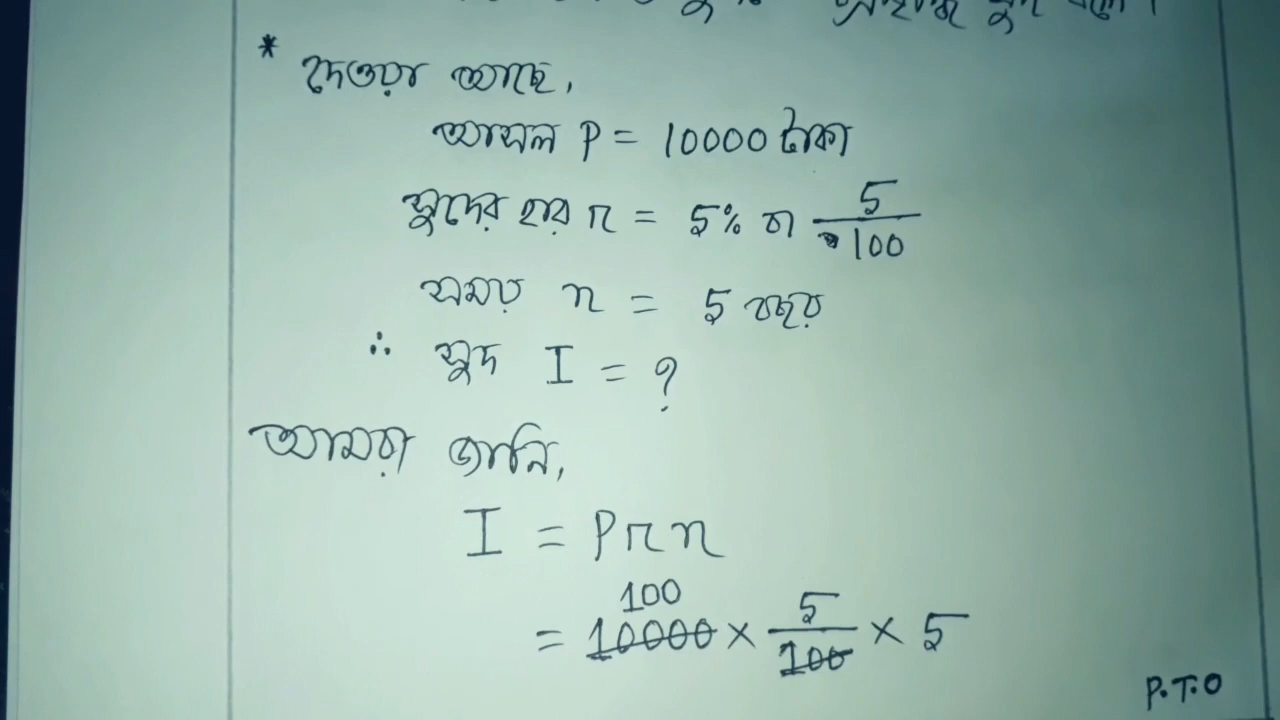 * দেওয়া আছে,
আসল P = 10000 টাকা
সুদের হার r = 5% বা 5/100
সময় n = 5 বছর
∴ সুদ I = ?
আমরা জানি,
I = Prn
100
= 10000 × 5/100 × 5
P.T.O